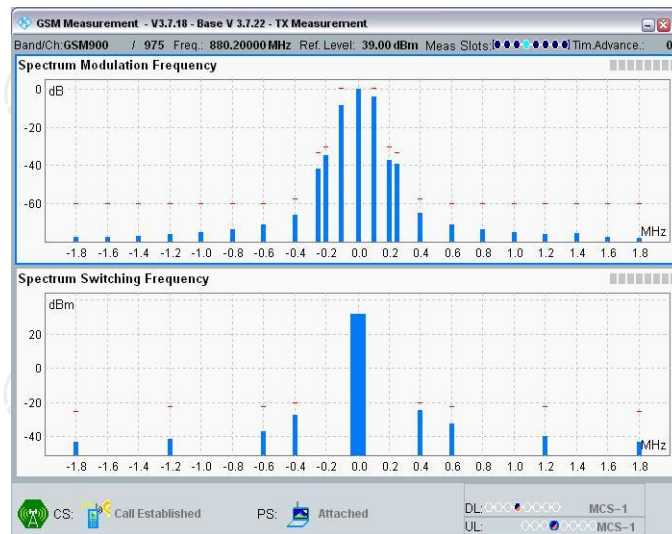 GSM Measurement - V3.7.18 - Base V 3.7.22 - TX Measurement
Band/Ch:GSM900 / 975 Freq.: 880.20000 MHz Ref. Level: 39.00 dBm Meas Slots: Tim.Advance.: 0
Spectrum Modulation Frequency
dB
0
-20
-40
-60
MHz
-1.8 -1.6 -1.4 -1.2 -1.0 -0.8 -0.6 -0.4 -0.2 0.0 0.2 0.4 0.6 0.8 1.0 1.2 1.4 1.6 1.8
Spectrum Switching Frequency
dBm
20
0
-20
-40
MHz
-1.8 -1.6 -1.4 -1.2 -1.0 -0.8 -0.6 -0.4 -0.2 0.0 0.2 0.4 0.6 0.8 1.0 1.2 1.4 1.6 1.8
CS: Call Established PS: Attached
DL: MCS-1
UL: MCS-1